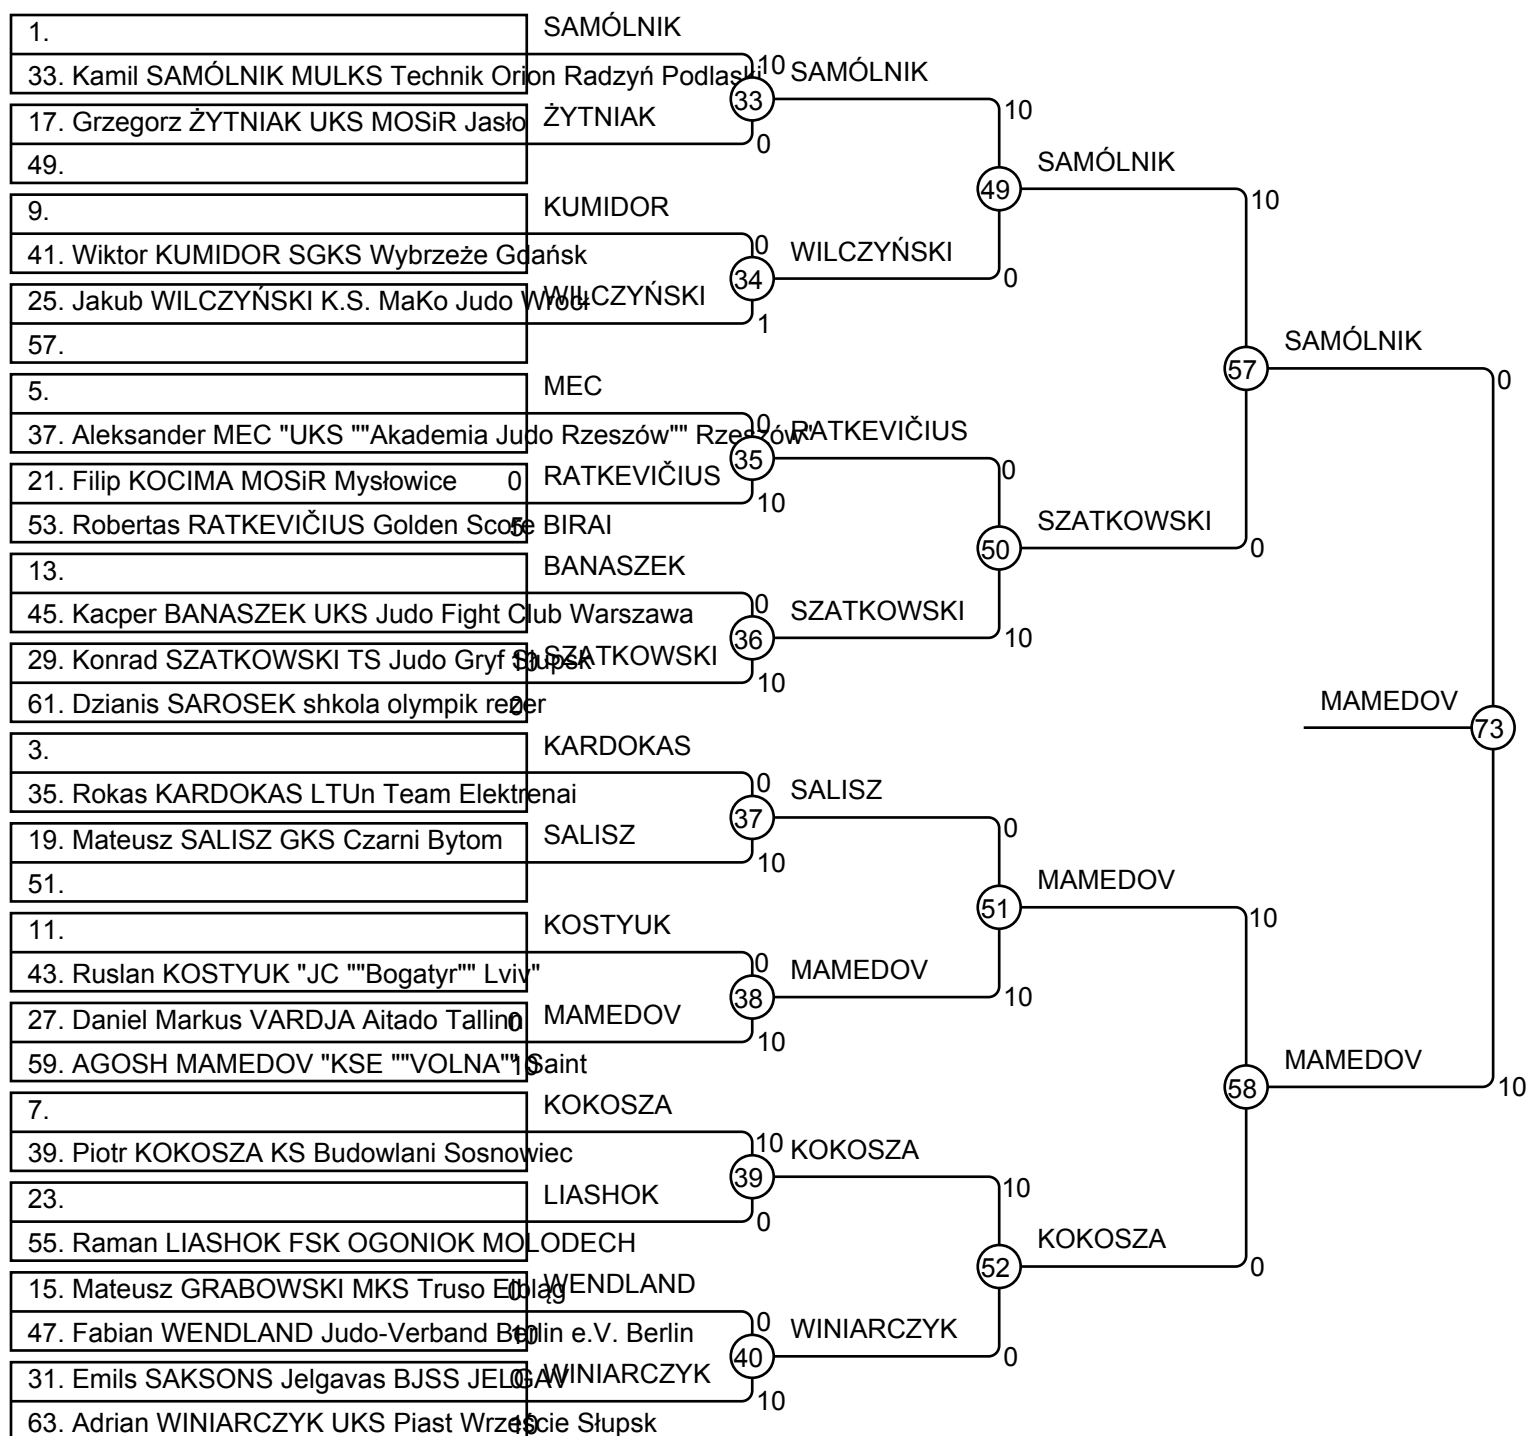 1.
SAMÓLNIK
33. Kamil SAMÓLNIK MULKS Technik Orion Radzyń Podlaski
10
SAMÓLNIK
33
17. Grzegorz ŻYTNIAK UKS MOSiR Jasło
ŻYTNIAK
0
10
49.
SAMÓLNIK
49
9.
KUMIDOR
10
41. Wiktor KUMIDOR SGKS Wybrzeże Gdańsk
0
WILCZYŃSKI
34
0
25. Jakub WILCZYŃSKI K.S. MaKo Judo Wrocł
WILCZYŃSKI
1
57.
SAMÓLNIK
57
0
5.
MEC
37. Aleksander MEC "UKS ""Akademia Judo Rzeszów"" Rzeszów"
0
RATKEVIČIUS
35
21. Filip KOCIMA MOSiR Mysłowice
0
RATKEVIČIUS
10
0
53. Robertas RATKEVIČIUS Golden Score BIRAI
5
SZATKOWSKI
50
0
13.
BANASZEK
45. Kacper BANASZEK UKS Judo Fight Club Warszawa
0
SZATKOWSKI
36
10
29. Konrad SZATKOWSKI TS Judo Gryf Słupsk
10
SZATKOWSKI
10
61. Dzianis SAROSEK shkola olympik rezer
0
MAMEDOV
73
3.
KARDOKAS
35. Rokas KARDOKAS LTUn Team Elektrenai
0
SALISZ
37
19. Mateusz SALISZ GKS Czarni Bytom
SALISZ
10
0
51.
MAMEDOV
51
10
11.
KOSTYUK
43. Ruslan KOSTYUK "JC ""Bogatyr"" Lviv"
0
MAMEDOV
38
10
27. Daniel Markus VARDJA Aitado Tallinn
0
MAMEDOV
10
59. AGOSH MAMEDOV "KSE ""VOLNA"" Saint
10
MAMEDOV
58
10
7.
KOKOSZA
39. Piotr KOKOSZA KS Budowlani Sosnowiec
10
KOKOSZA
39
23.
LIASHOK
0
10
55. Raman LIASHOK FSK OGONIOK MOLODECH
KOKOSZA
52
0
15. Mateusz GRABOWSKI MKS Truso Elbląg
0
WENDLAND
47. Fabian WENDLAND Judo-Verband Berlin e.V. Berlin
10
0
WINIARCZYK
40
0
31. Emils SAKSONS Jelgavas BJSS JELGAV
0
WINIARCZYK
10
63. Adrian WINIARCZYK UKS Piast Wrzeście Słupsk
10